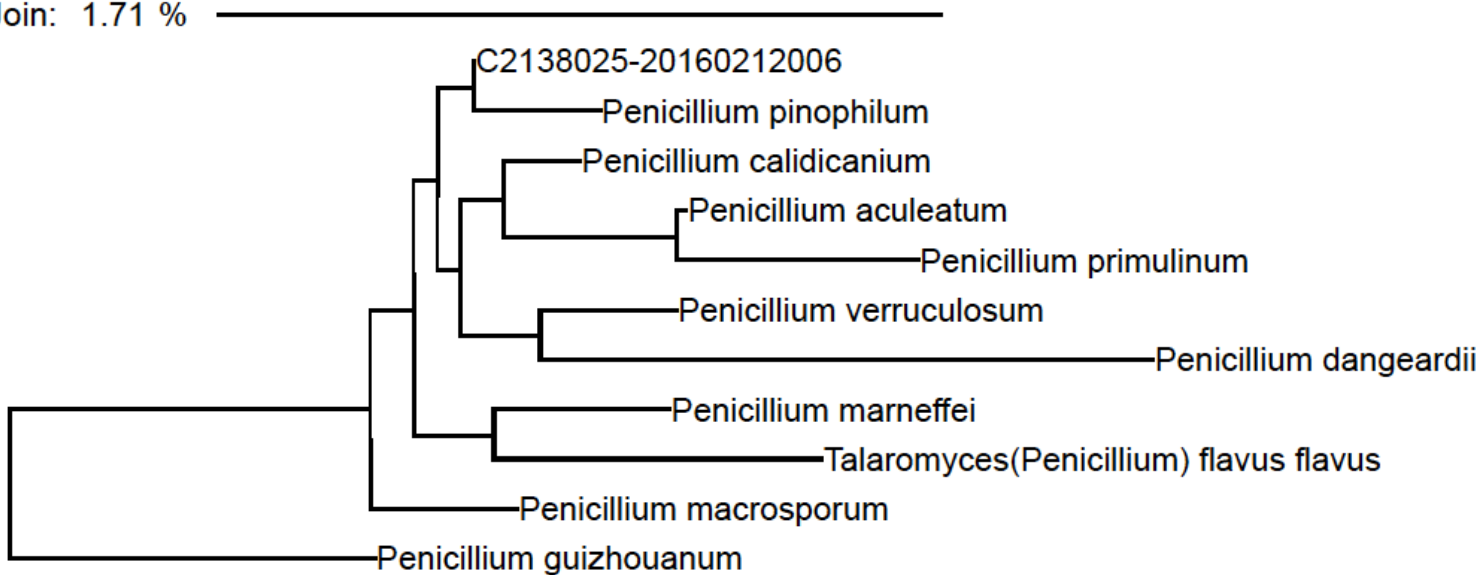 Join: 1.71 %
C2138025-20160212006
Penicillium pinophilum
Penicillium calidicanium
Penicillium aculeatum
Penicillium primulinum
Penicillium verruculosum
Penicillium dangeardii
Penicillium marneffei
Talaromyces(Penicillium) flavus flavus
Penicillium macrosporum
Penicillium guizhouanum